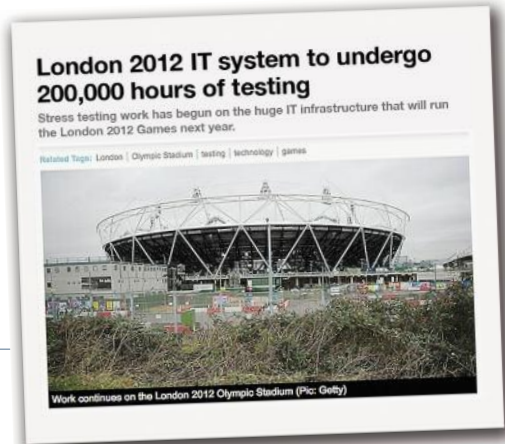 London 2012 IT system to undergo
200,000 hours of testing
Stress testing work has begun on the huge IT infrastructure that will run
the London 2012 Games next year.
Related Tags: London | Olympic Stadium | testing | technology | games
Work continues on the London 2012 Olympic Stadium (Pic: Getty)